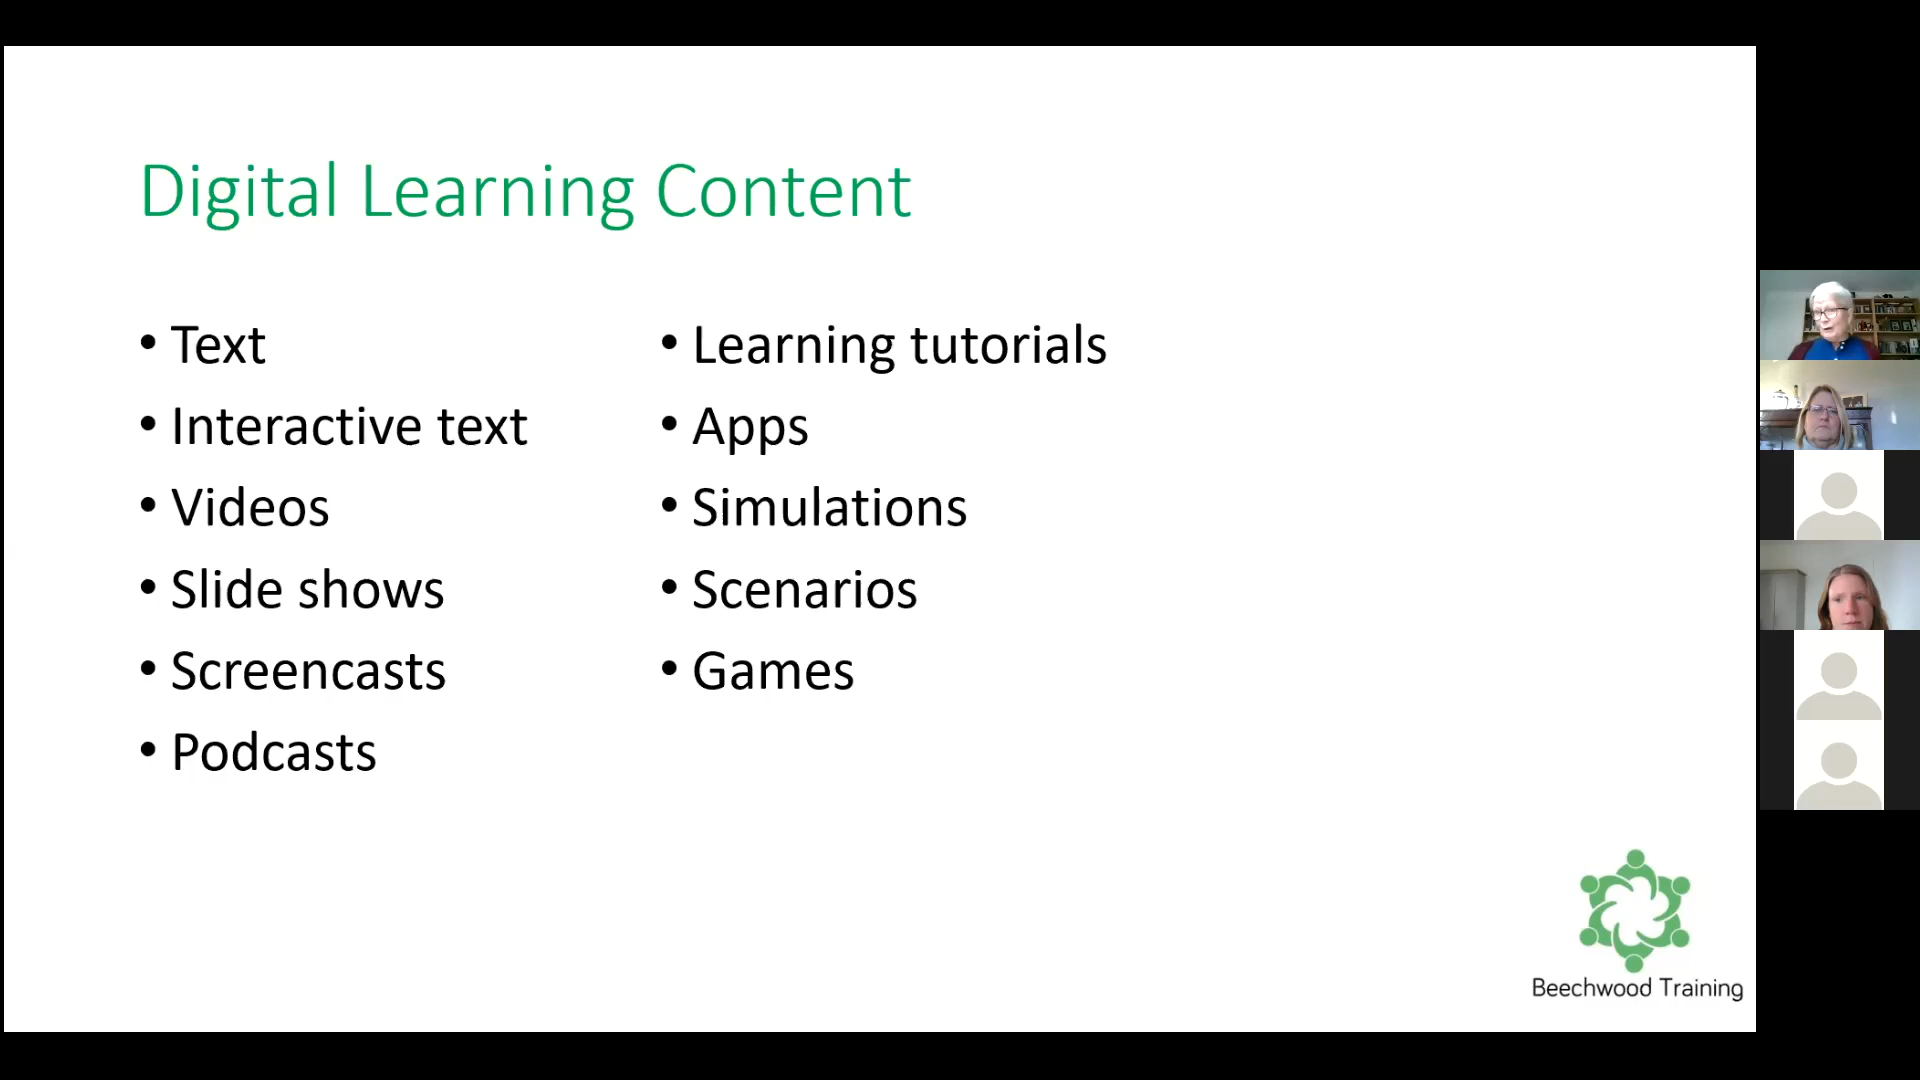 Digital Learning Content
• Text
• Interactive text
• Videos
• Slide shows
• Screencasts
• Podcasts
• Learning tutorials
• Apps
• Simulations
• Scenarios
• Games
Beechwood Training